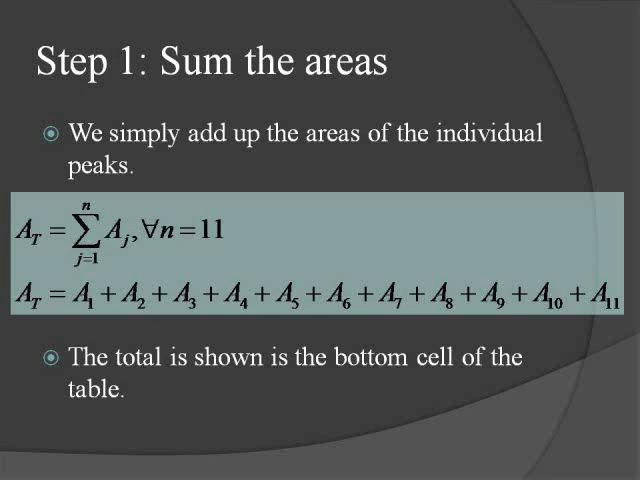 Step 1: Sum the areas
We simply add up the areas of the individual
peaks.
A_T = \sum_{j=1}^{n} A_j, ∀n = 11
A_T = A_1 + A_2 + A_3 + A_4 + A_5 + A_6 + A_7 + A_8 + A_9 + A_10 + A_11
The total is shown is the bottom cell of the
table.